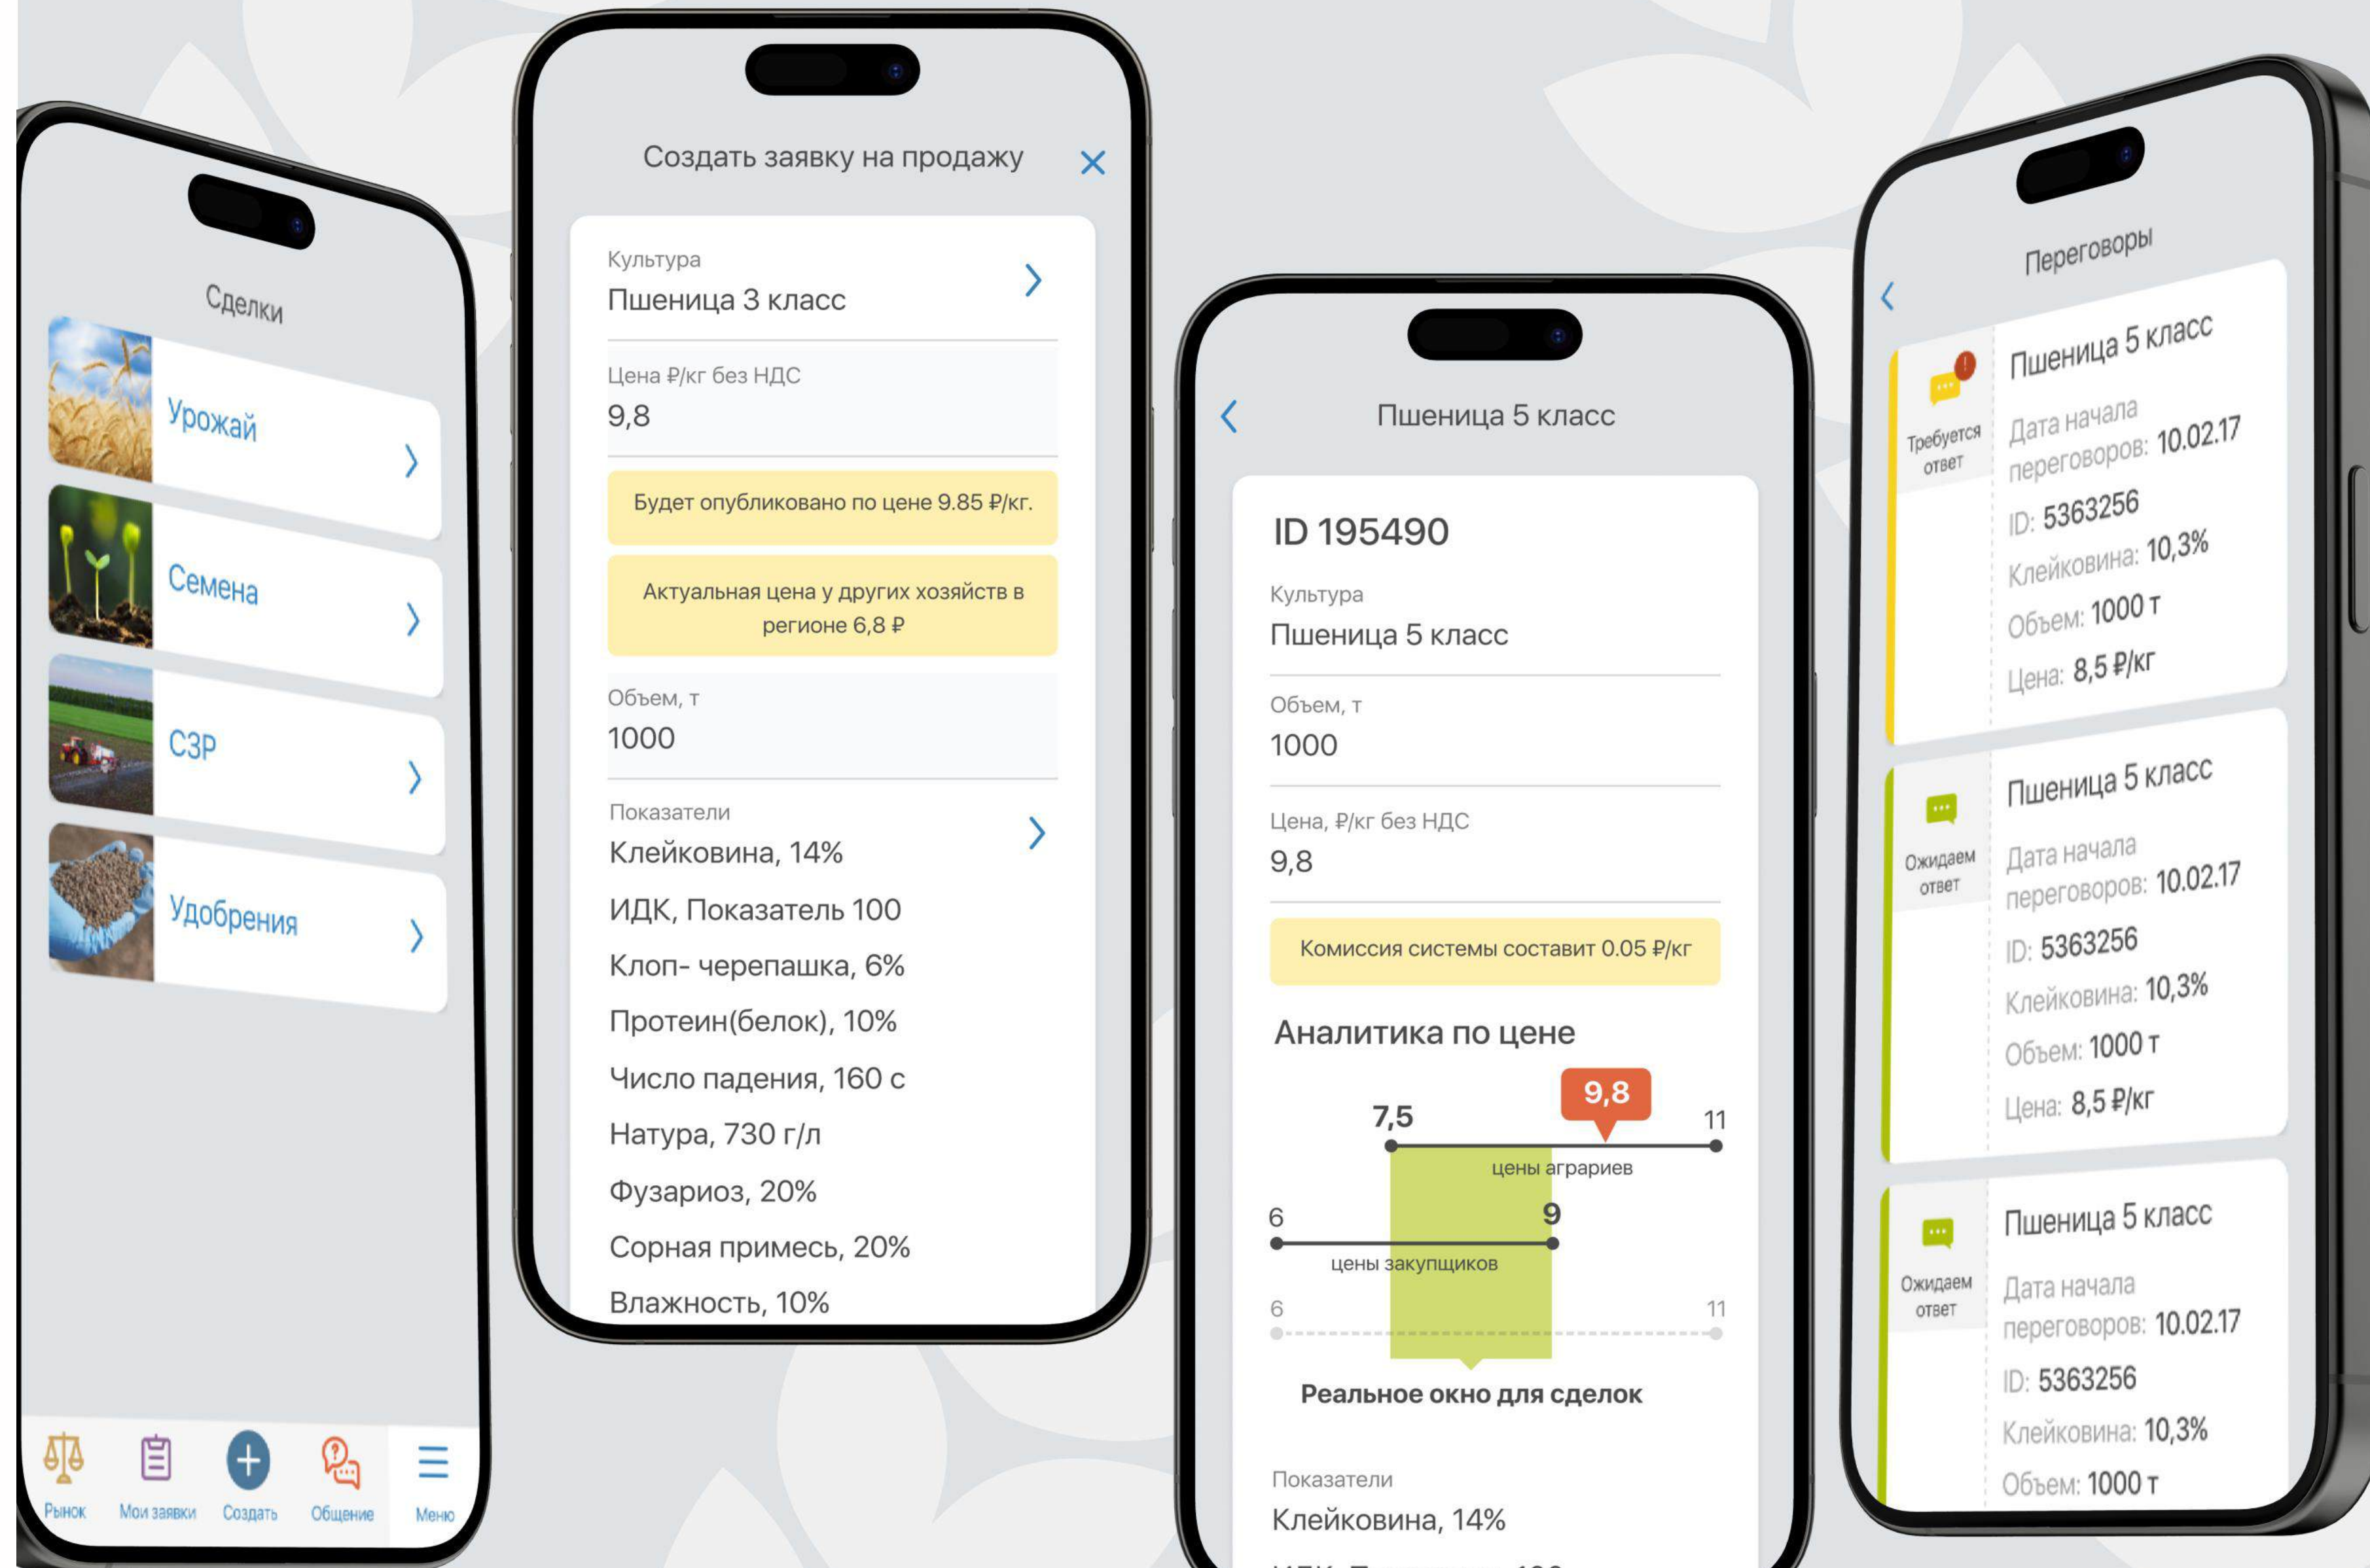 Сделки
Урожай
Семена
СЗР
Удобрения
Рынок
Мои заявки
Создать
Общение
Меню
Создать заявку на продажу
Культура
Пшеница 3 класс
Цена ₽/кг без НДС
9,8
Будет опубликовано по цене 9.85 ₽/кг.
Актуальная цена у других хозяйств в
регионе 6,8 ₽
Объем, т
1000
Показатели
Клейковина, 14%
ИДК, Показатель 100
Клоп- черепашка, 6%
Протеин(белок), 10%
Число падения, 160 с
Натура, 730 г/л
Фузариоз, 20%
Сорная примесь, 20%
Влажность, 10%
Пшеница 5 класс
ID 195490
Культура
Пшеница 5 класс
Объем, т
1000
Цена, ₽/кг без НДС
9,8
Комиссия системы составит 0.05 ₽/кг
Аналитика по цене
9,8
7,5
11
цены аграриев
6
9
цены закупщиков
6
11
Реальное окно для сделок
Показатели
Клейковина, 14%
Переговоры
Требуется
ответ
Пшеница 5 класс
Дата начала
переговоров: 10.02.17
ID: 5363256
Клейковина: 10,3%
Объем: 1000 т
Цена: 8,5 ₽/кг
Ожидаем
ответ
Пшеница 5 класс
Дата начала
переговоров: 10.02.17
ID: 5363256
Клейковина: 10,3%
Объем: 1000 т
Цена: 8,5 ₽/кг
Ожидаем
ответ
Пшеница 5 класс
Дата начала
переговоров: 10.02.17
ID: 5363256
Клейковина: 10,3%
Объем: 1000 т